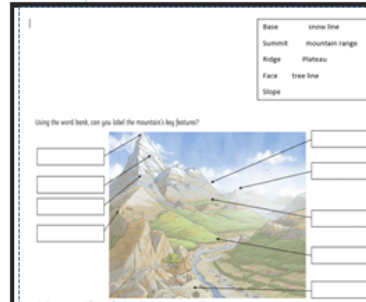 Base snow line
Summit mountain range
Ridge Plateau
Face tree line
Slope
Using the word bank, can you label the mountain's key features?